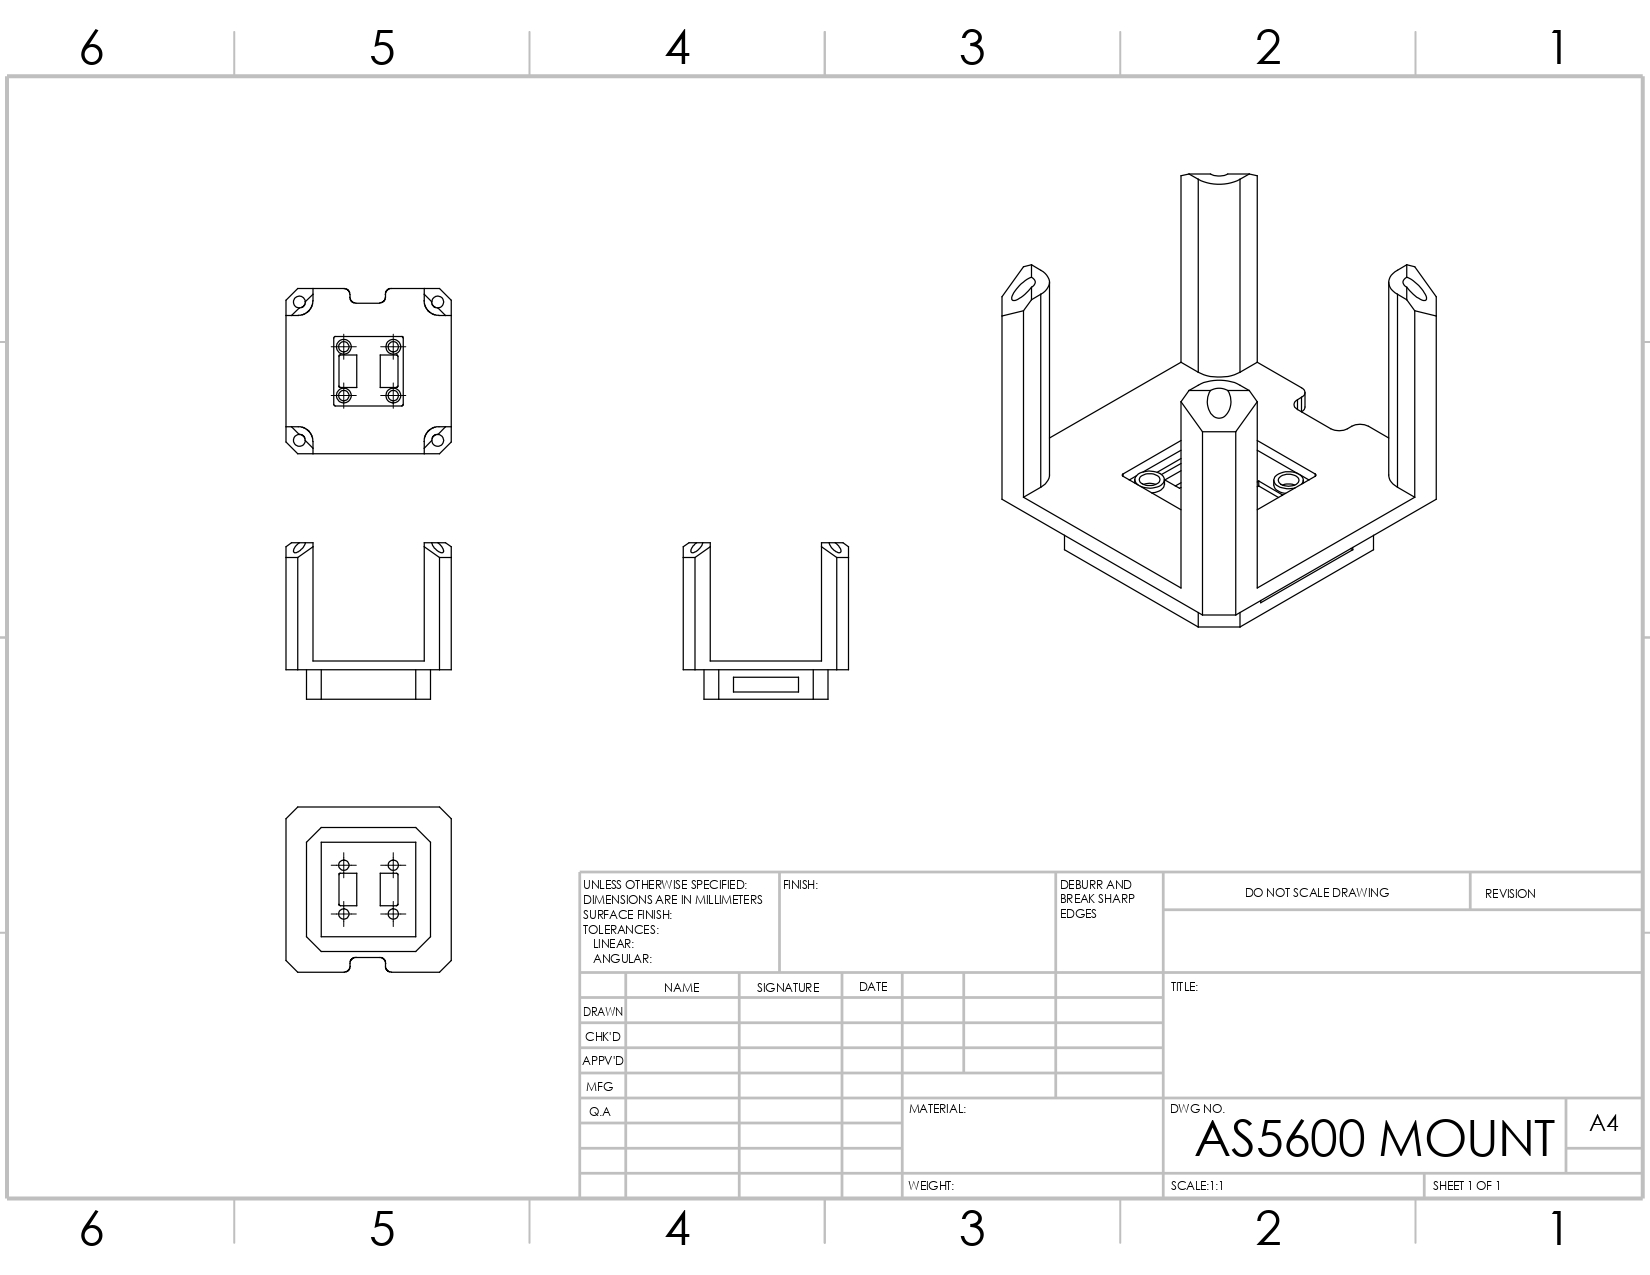 6 5 4 3 2 1
UNLESS OTHERWISE SPECIFIED:
DIMENSIONS ARE IN MILLIMETERS
SURFACE FINISH:
TOLERANCES:
LINEAR:
ANGULAR:
FINISH:
DEBURR AND
BREAK SHARP
EDGES
DO NOT SCALE DRAWING
REVISION
NAME
SIGNATURE
DATE
TITLE:
DRAWN
CHK'D
APPV'D
MFG
Q.A
MATERIAL:
DWG NO.
AS5600 MOUNT
A4
WEIGHT:
SCALE:1:1
SHEET 1 OF 1
6 5 4 3 2 1